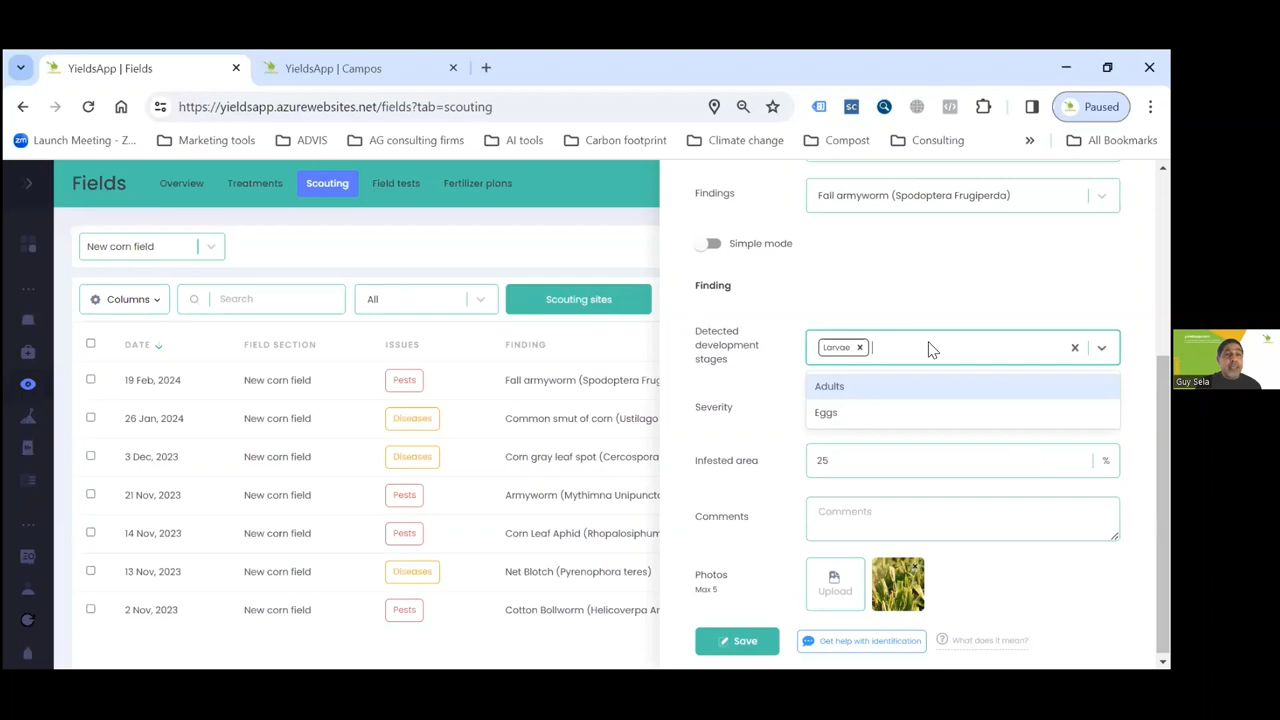 YieldsApp | Fields
YieldsApp | Campos
https://yieldsapp.azurewebsites.net/fields?tab=scouting
SC
Paused
zm Launch Meeting - Z...
Marketing tools
ADVIS
AG consulting firms
AI tools
Carbon footprint
Climate change
Compost
Consulting
All Bookmarks
Fields
Overview
Treatments
Scouting
Field tests
Fertilizer plans
New corn field
Columns
Search
All
Scouting sites
DATE FIELD SECTION ISSUES FINDING
19 Feb, 2024 New corn field Pests Fall armyworm (Spodoptera Frug
26 Jan, 2024 New corn field Diseases Common smut of corn (Ustilago
3 Dec, 2023 New corn field Diseases Corn gray leaf spot (Cercospora
21 Nov, 2023 New corn field Pests Armyworm (Mythimna Unipuncta
14 Nov, 2023 New corn field Pests Corn Leaf Aphid (Rhopalosiphum
13 Nov, 2023 New corn field Diseases Net Blotch (Pyrenophora teres)
2 Nov, 2023 New corn field Pests Cotton Bollworm (Helicoverpa Ar
Findings
Fall armyworm (Spodoptera Frugiperda)
Simple mode
Finding
Detected
development
stages
Larvae
Adults
Eggs
Severity
Infested area
25
%
Comments
Comments
Photos
Max 5
Upload
Save
Get help with identification
What does it mean?
Guy Sela